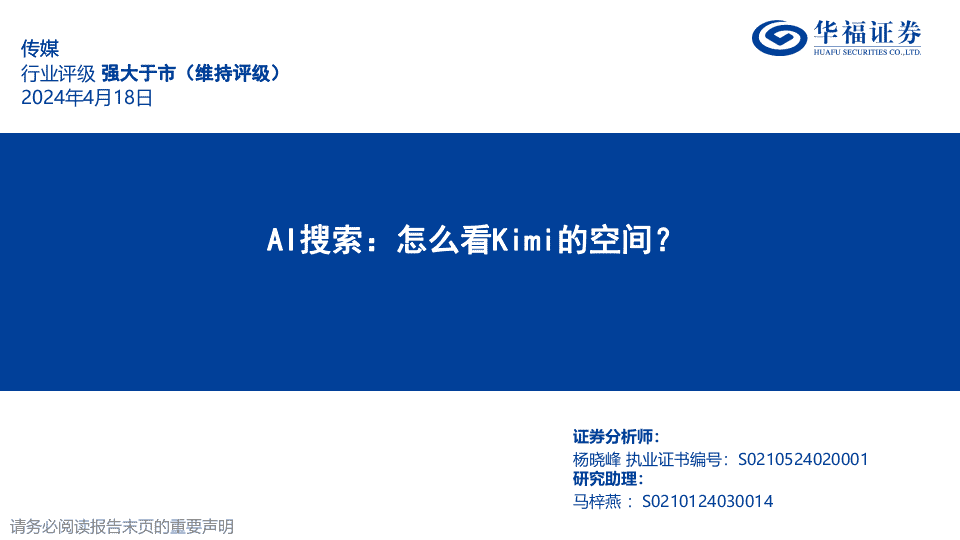 华福证券
HUAFU SECURITIES CO.,LTD.
传媒
行业评级 强大于市（维持评级）
2024年4月18日
AI搜索：怎么看Kimi的空间？
证券分析师：
杨晓峰 执业证书编号：S0210524020001
研究助理：
马梓燕 ：S0210124030014
请务必阅读报告末页的重要声明